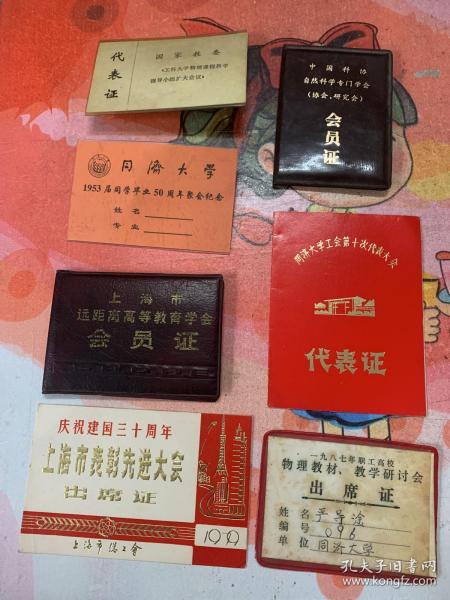 代表证
国家教委
《工科大学物理课程教学
指导小组扩大会议》
中国科协
自然科学专门学会
(协会、研究会)
会员证
同濟大学
1953届同学毕业50周年聚会纪念
姓名
专业
同济大学工会第十次代表大会
代表证
上海市
远距离高等教育学会
会员证
庆祝建国三十周年
上海市表彰先进大会
出席证
1979
上海市总工会
一九八七年职工高校
物理教材、教学研讨会
出席证
姓名 严导淦
编号 096
单位 同济大学
孔夫子旧书网